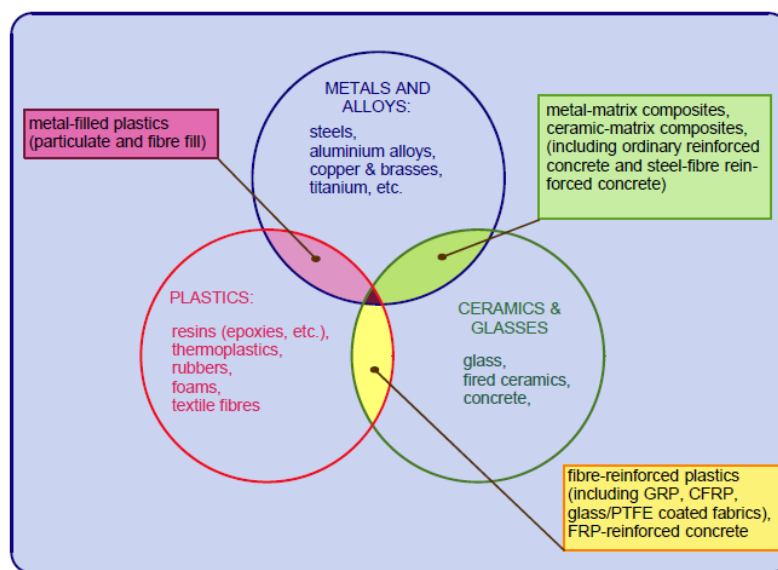 METALS AND
ALLOYS:
steels,
aluminium alloys,
copper & brasses,
titanium, etc.
metal-filled plastics
(particulate and fibre fill)
metal-matrix composites,
ceramic-matrix composites,
(including ordinary reinforced
concrete and steel-fibre rein-
forced concrete)
PLASTICS:
resins (epoxies, etc.),
thermoplastics,
rubbers,
foams,
textile fibres
CERAMICS &
GLASSES
glass,
fired ceramics,
concrete,
fibre-reinforced plastics
(including GRP, CFRP,
glass/PTFE coated fabrics),
FRP-reinforced concrete